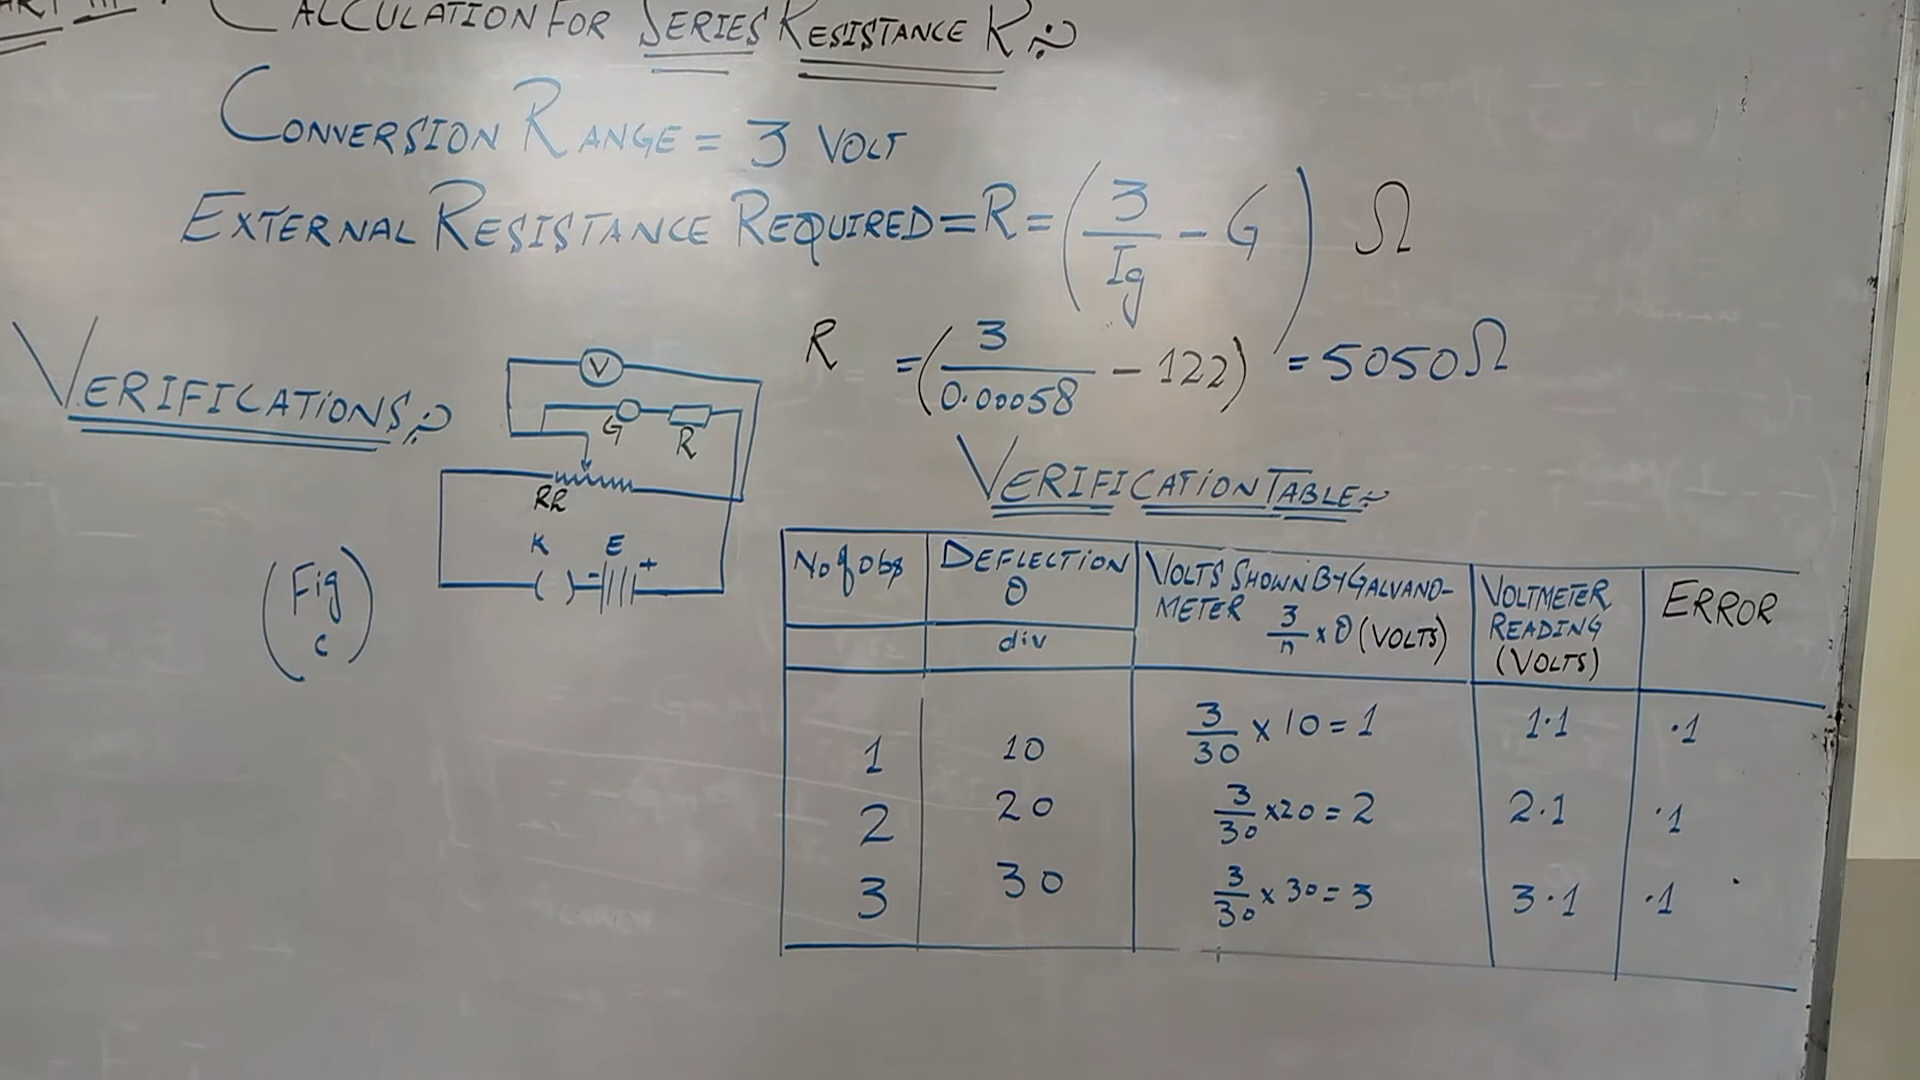 CALCULATION FOR SERIES RESISTANCE R :~
CONVERSION RANGE = 3 VOLT
EXTERNAL RESISTANCE REQUIRED = R = (3/Ig - G) Ω
R = (3/0.00058 - 122) = 5050Ω
VERIFICATIONS :~
V
G
R
RR
K E
- +
(Fig c)
VERIFICATION TABLE :~
No of obs | DEFLECTION θ div | VOLTS SHOWN BY GALVANO-METER 3/n × θ (VOLTS) | VOLTMETER READING (VOLTS) | ERROR
1 | 10 | 3/30 × 10 = 1 | 1.1 | .1
2 | 20 | 3/30 × 20 = 2 | 2.1 | .1
3 | 30 | 3/30 × 30 = 3 | 3.1 | .1